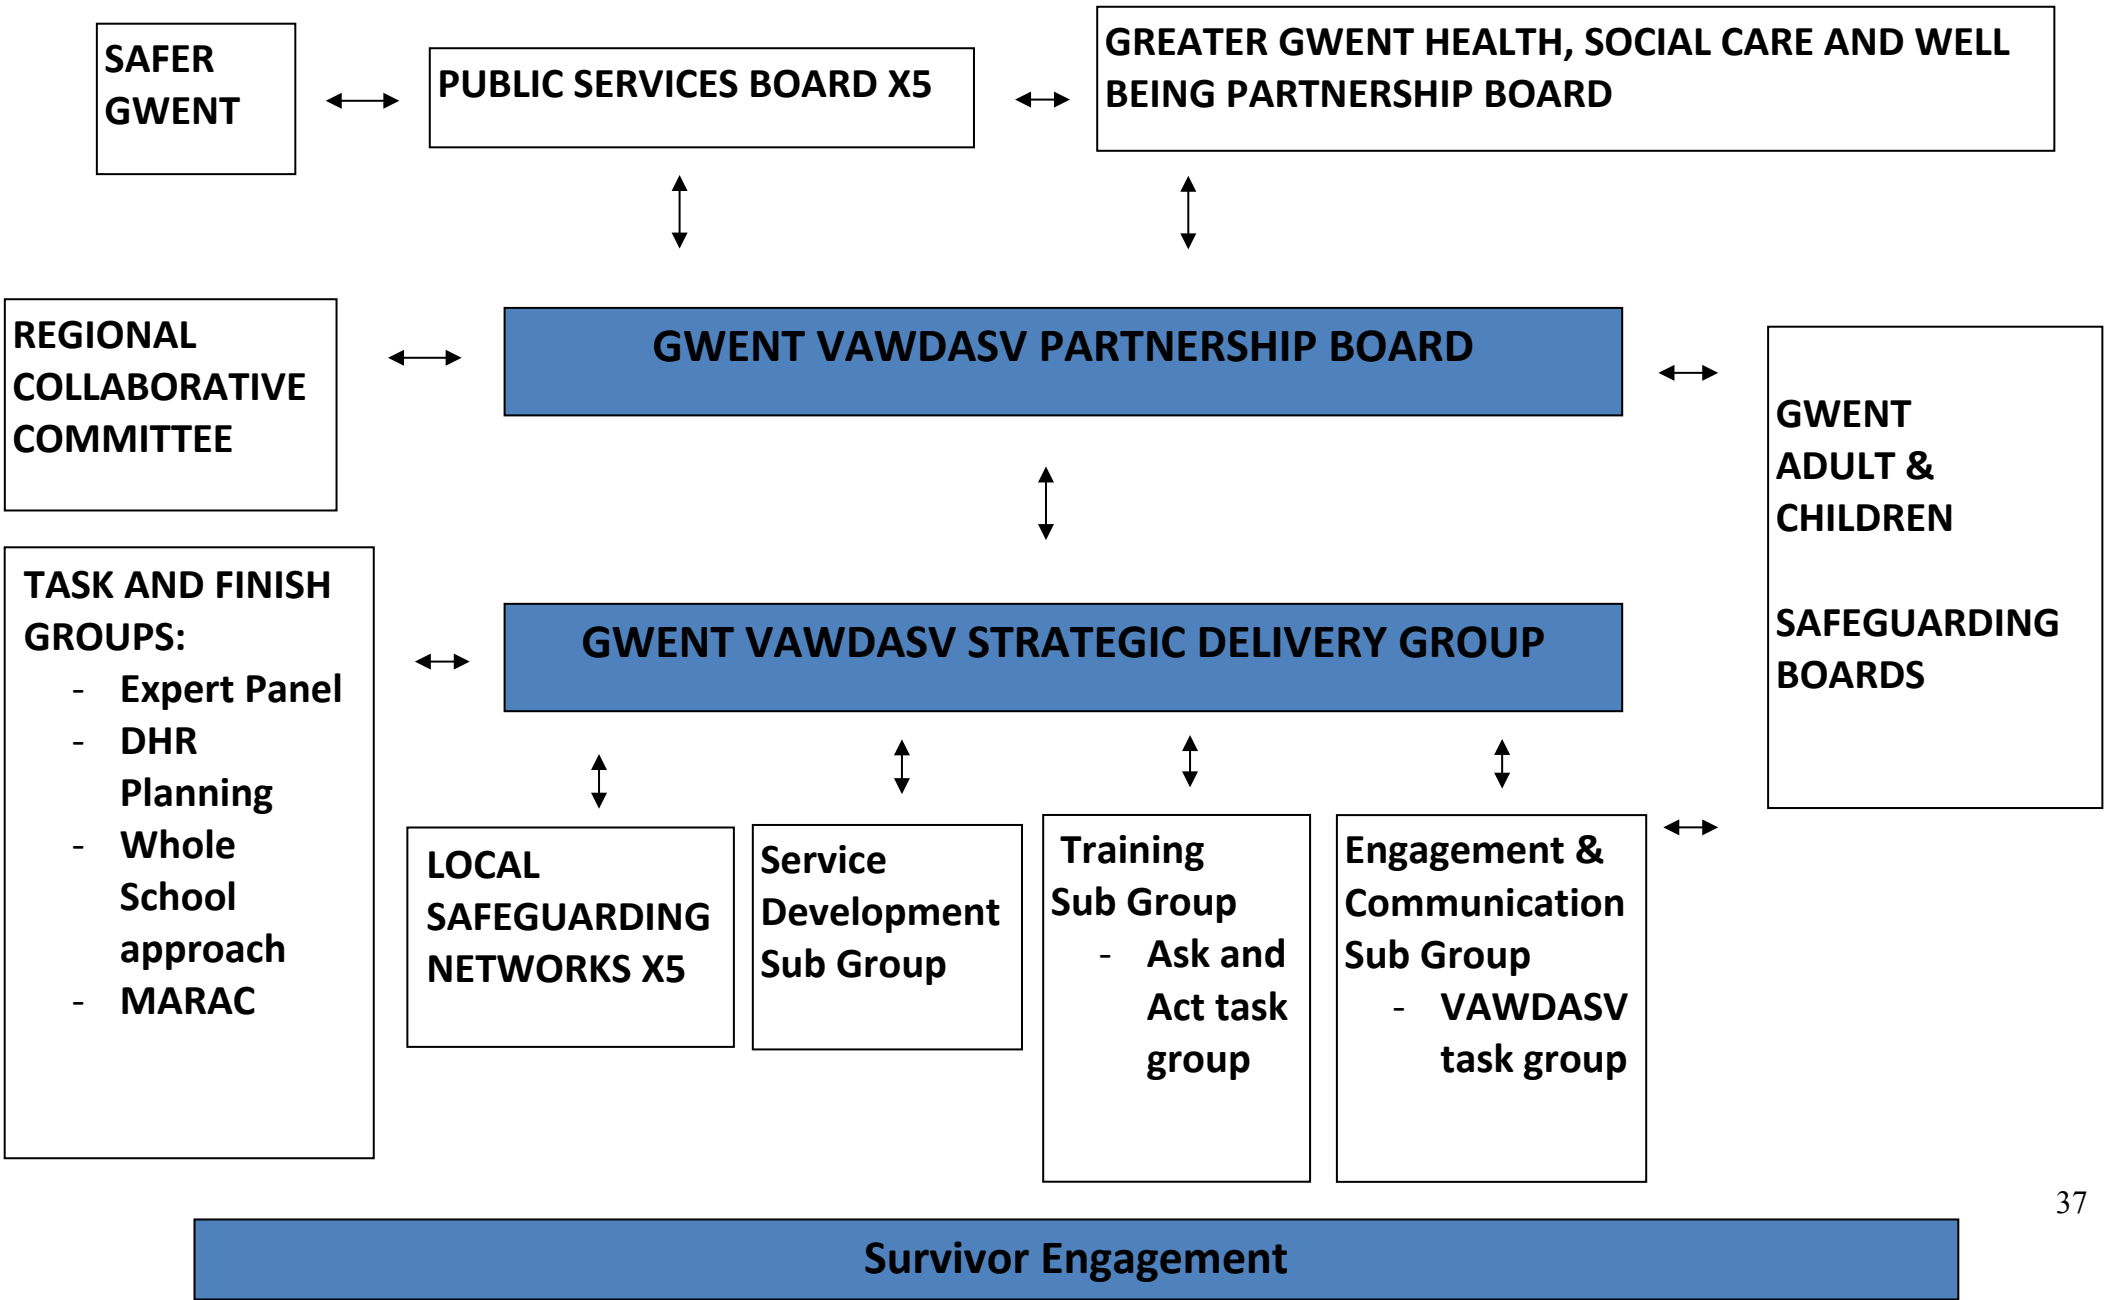 SAFER
GWENT
PUBLIC SERVICES BOARD X5
GREATER GWENT HEALTH, SOCIAL CARE AND WELL
BEING PARTNERSHIP BOARD
REGIONAL
COLLABORATIVE
COMMITTEE
GWENT VAWDASV PARTNERSHIP BOARD
GWENT
ADULT &
CHILDREN
SAFEGUARDING
BOARDS
TASK AND FINISH
GROUPS:
- Expert Panel
- DHR
Planning
- Whole
School
approach
- MARAC
GWENT VAWDASV STRATEGIC DELIVERY GROUP
LOCAL
SAFEGUARDING
NETWORKS X5
Service
Development
Sub Group
Training
Sub Group
- Ask and
Act task
group
Engagement &
Communication
Sub Group
- VAWDASV
task group
37
Survivor Engagement